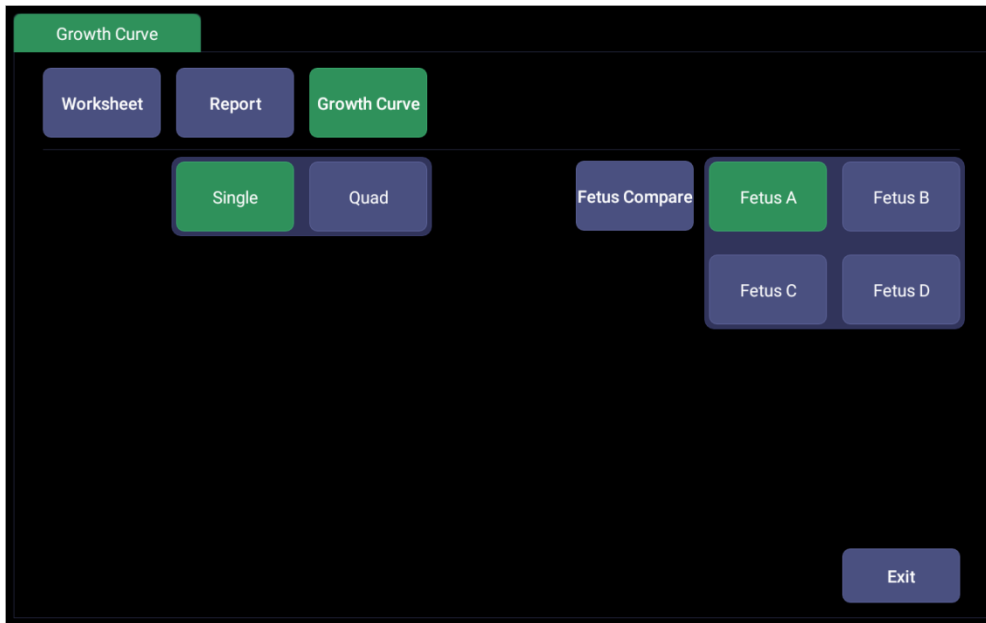 Growth Curve
Worksheet Report Growth Curve
Single Quad Fetus Compare Fetus A Fetus B
Fetus C Fetus D
Exit